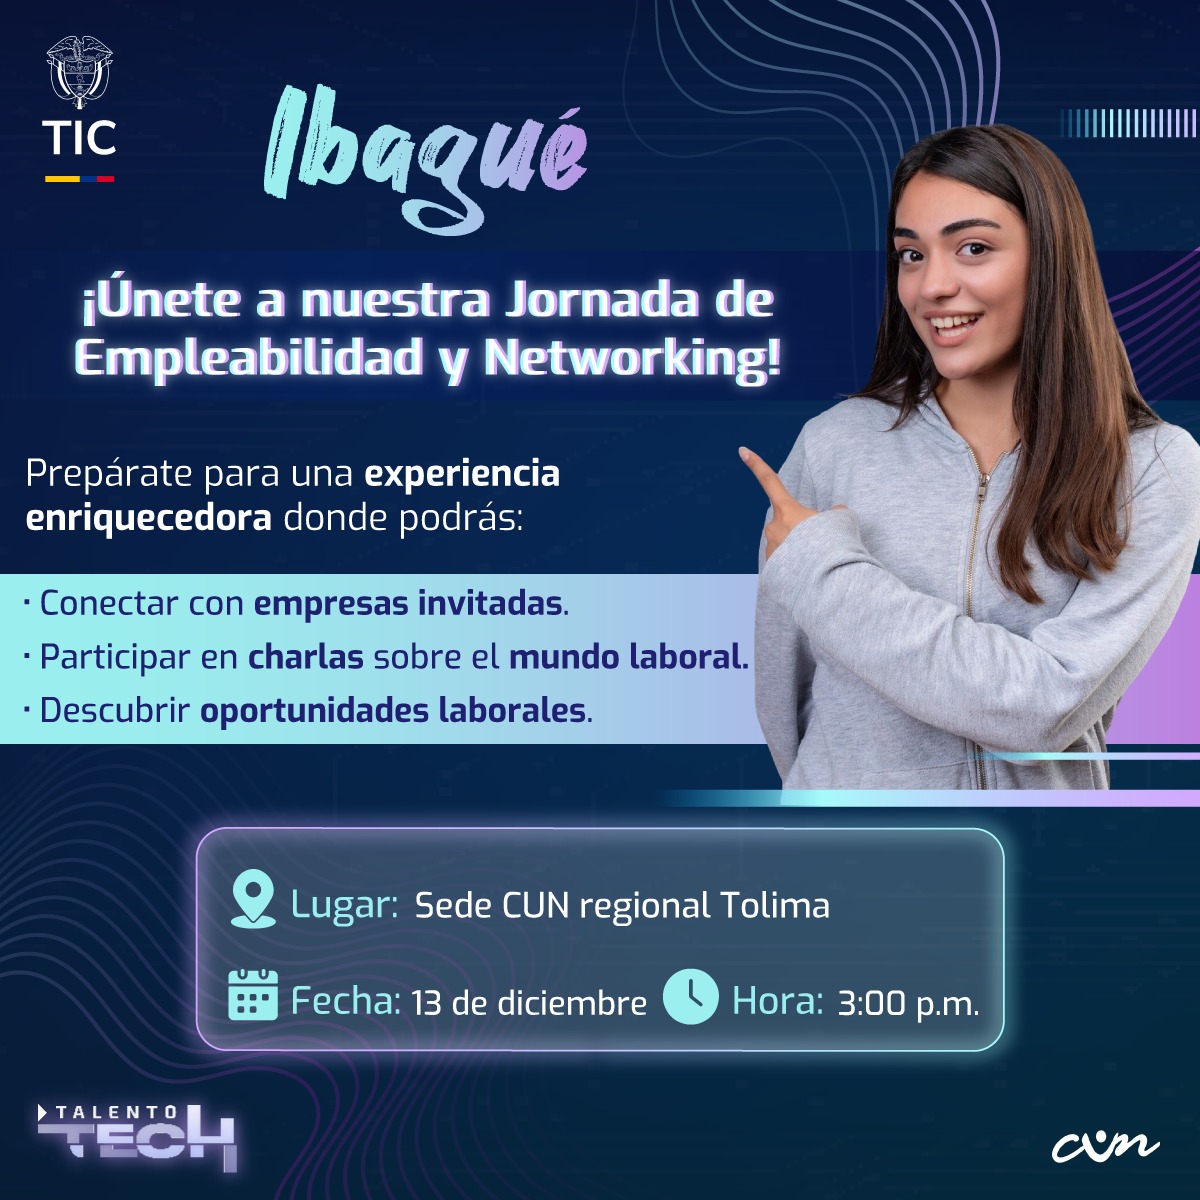 TIC
Ibagué
¡Únete a nuestra Jornada de
Empleabilidad y Networking!
Prepárate para una experiencia
enriquecedora donde podrás:
· Conectar con empresas invitadas.
· Participar en charlas sobre el mundo laboral.
· Descubrir oportunidades laborales.
Lugar: Sede CUN regional Tolima
Fecha: 13 de diciembre Hora: 3:00 p.m.
TALENTO
TECH
cun